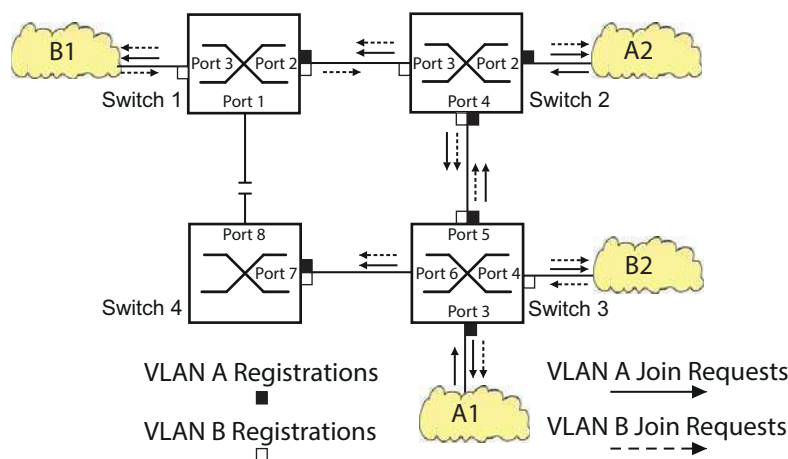 B1
Port 3
Port 2
Port 1
Switch 1
Port 3
Port 2
Port 4
Switch 2
A2
Port 8
Port 7
Switch 4
Port 5
Port 6
Port 4
Port 3
Switch 3
B2
A1
VLAN A Registrations
VLAN B Registrations
VLAN A Join Requests
VLAN B Join Requests